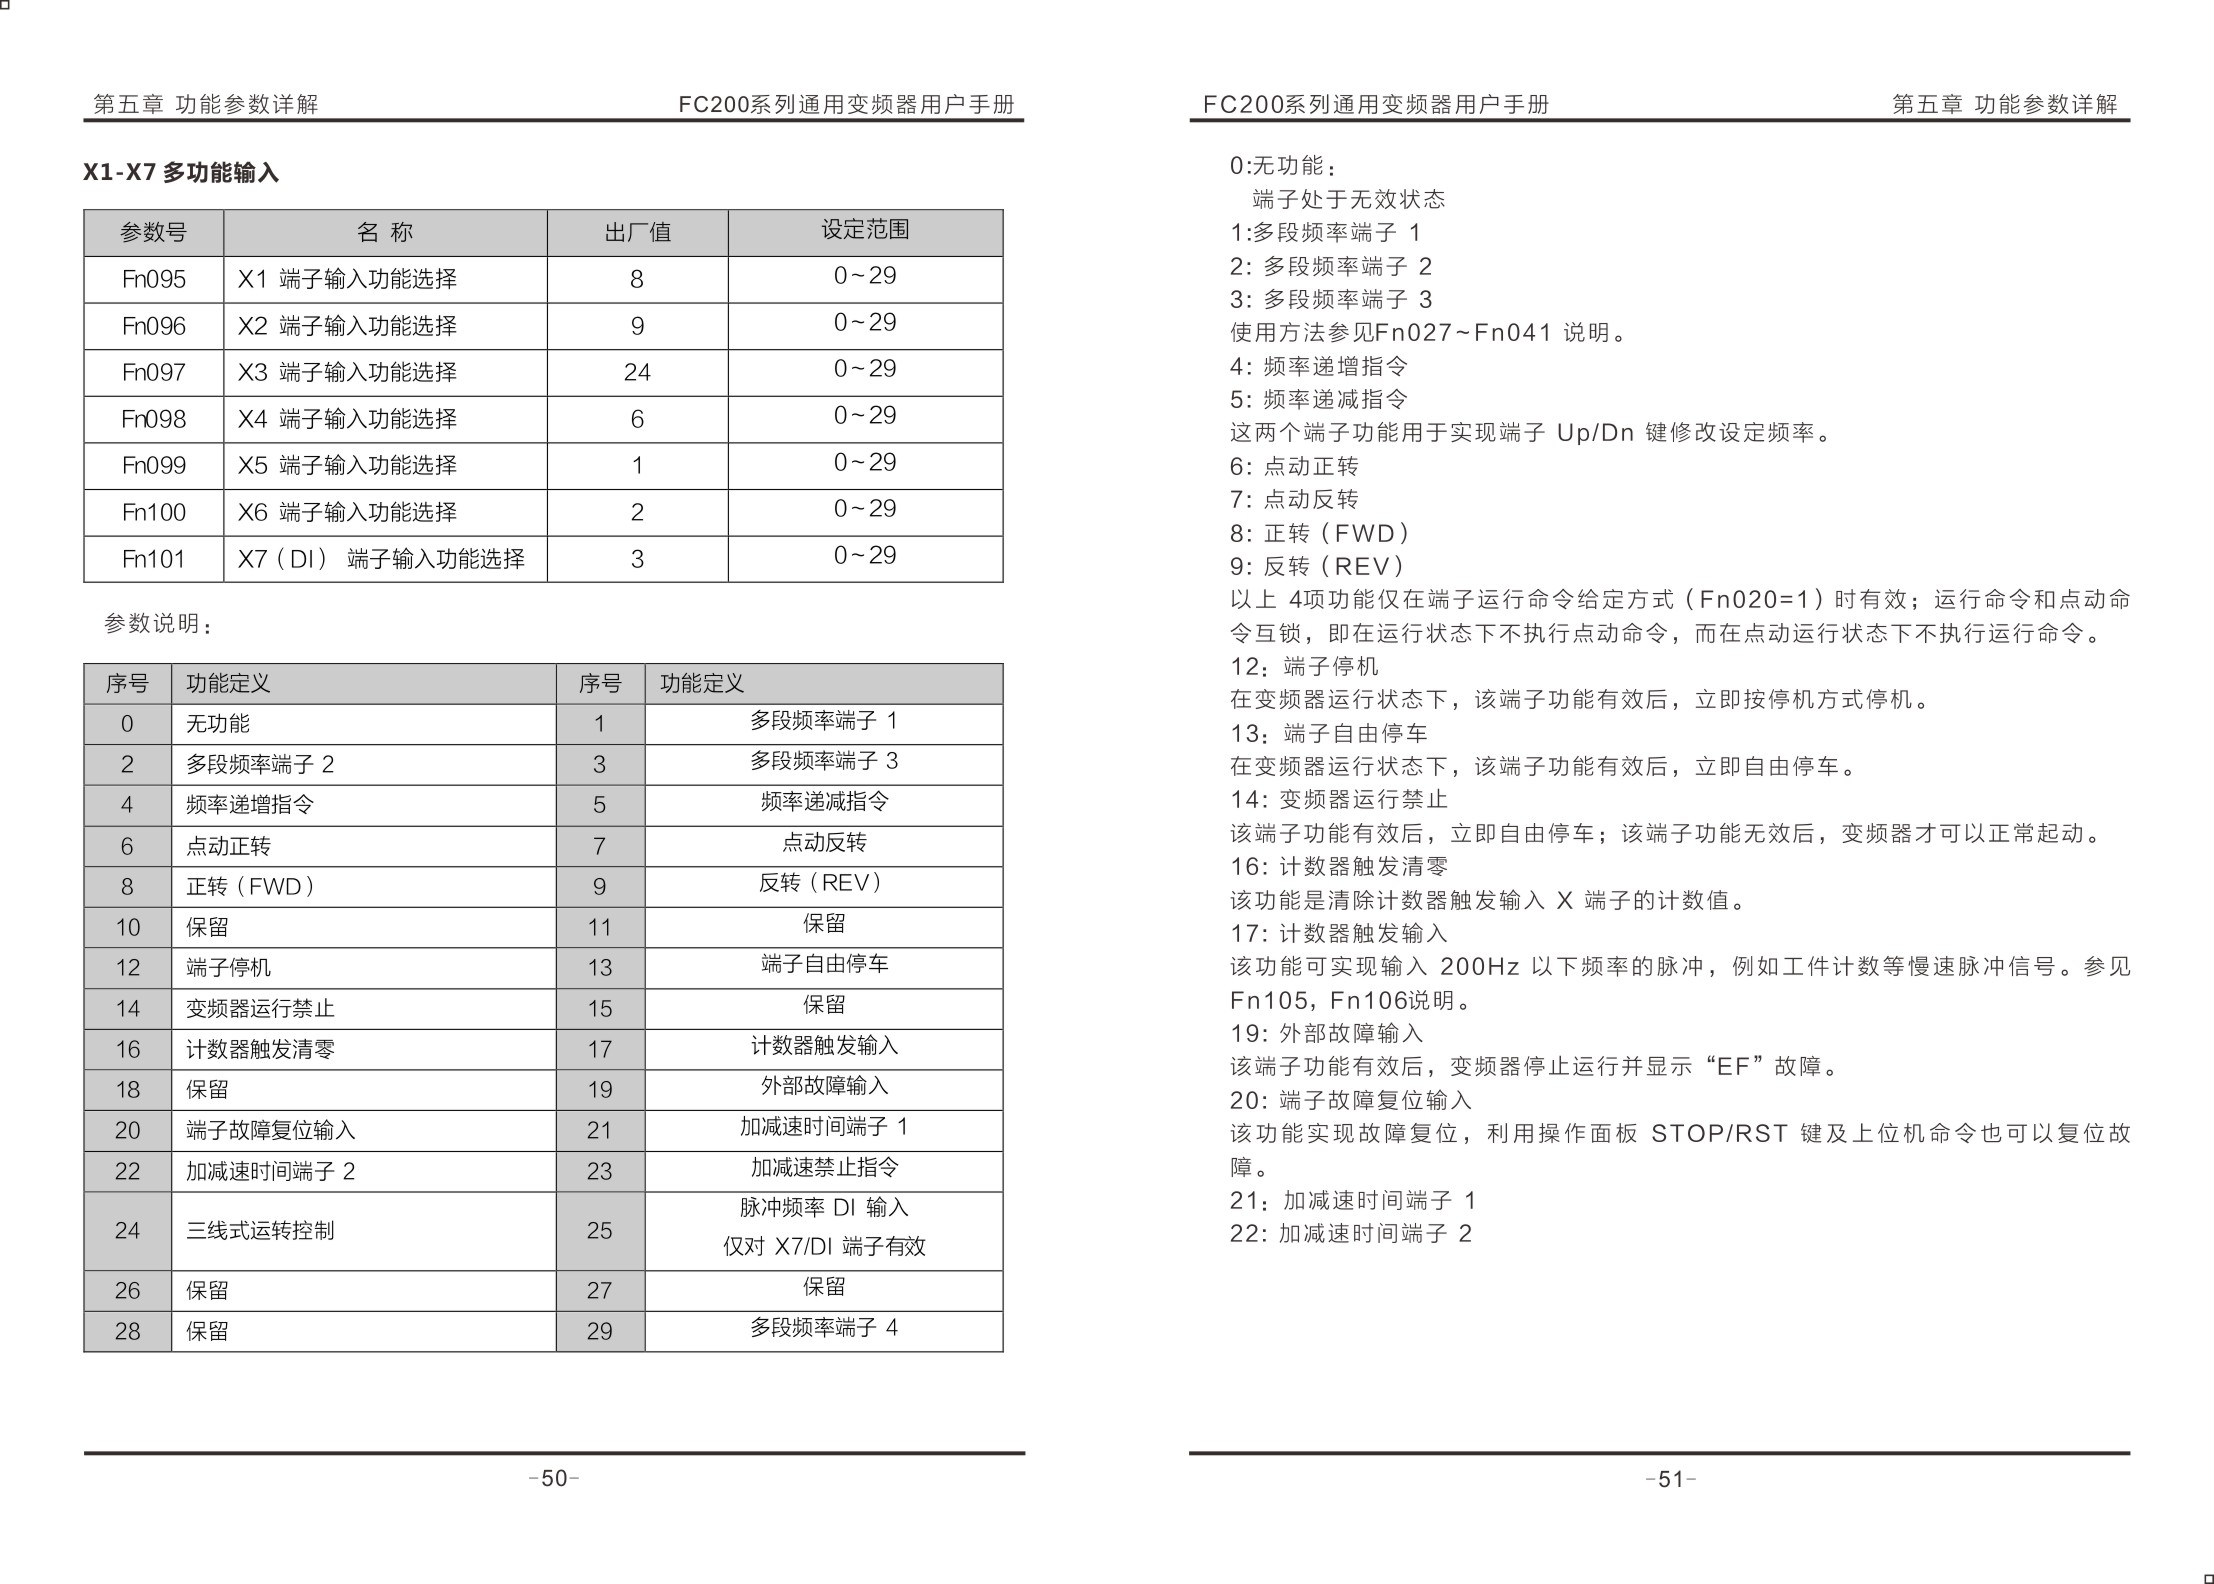 第五章 功能参数详解 FC200系列通用变频器用户手册
X1-X7 多功能输入
参数号 名 称 出厂值 设定范围
Fn095 X1 端子输入功能选择 8 0~29
Fn096 X2 端子输入功能选择 9 0~29
Fn097 X3 端子输入功能选择 24 0~29
Fn098 X4 端子输入功能选择 6 0~29
Fn099 X5 端子输入功能选择 1 0~29
Fn100 X6 端子输入功能选择 2 0~29
Fn101 X7（DI） 端子输入功能选择 3 0~29
参数说明：
序号 功能定义 序号 功能定义
0 无功能 1 多段频率端子 1
2 多段频率端子 2 3 多段频率端子 3
4 频率递增指令 5 频率递减指令
6 点动正转 7 点动反转
8 正转（FWD） 9 反转（REV）
10 保留 11 保留
12 端子停机 13 端子自由停车
14 变频器运行禁止 15 保留
16 计数器触发清零 17 计数器触发输入
18 保留 19 外部故障输入
20 端子故障复位输入 21 加减速时间端子 1
22 加减速时间端子 2 23 加减速禁止指令
24 三线式运转控制 25 脉冲频率 DI 输入
仅对 X7/DI 端子有效
26 保留 27 保留
28 保留 29 多段频率端子 4
-50-
FC200系列通用变频器用户手册 第五章 功能参数详解
0:无功能：
端子处于无效状态
1:多段频率端子 1
2: 多段频率端子 2
3: 多段频率端子 3
使用方法参见Fn027~Fn041 说明。
4: 频率递增指令
5: 频率递减指令
这两个端子功能用于实现端子 Up/Dn 键修改设定频率。
6: 点动正转
7: 点动反转
8: 正转（FWD）
9: 反转（REV）
以上 4项功能仅在端子运行命令给定方式（Fn020=1）时有效；运行命令和点动命
令互锁，即在运行状态下不执行点动命令，而在点动运行状态下不执行运行命令。
12：端子停机
在变频器运行状态下，该端子功能有效后，立即按停机方式停机。
13：端子自由停车
在变频器运行状态下，该端子功能有效后，立即自由停车。
14: 变频器运行禁止
该端子功能有效后，立即自由停车；该端子功能无效后，变频器才可以正常起动。
16: 计数器触发清零
该功能是清除计数器触发输入 X 端子的计数值。
17: 计数器触发输入
该功能可实现输入 200Hz 以下频率的脉冲，例如工件计数等慢速脉冲信号。参见
Fn105，Fn106说明。
19: 外部故障输入
该端子功能有效后，变频器停止运行并显示“EF”故障。
20: 端子故障复位输入
该功能实现故障复位，利用操作面板 STOP/RST 键及上位机命令也可以复位故
障。
21：加减速时间端子 1
22: 加减速时间端子 2
-51-